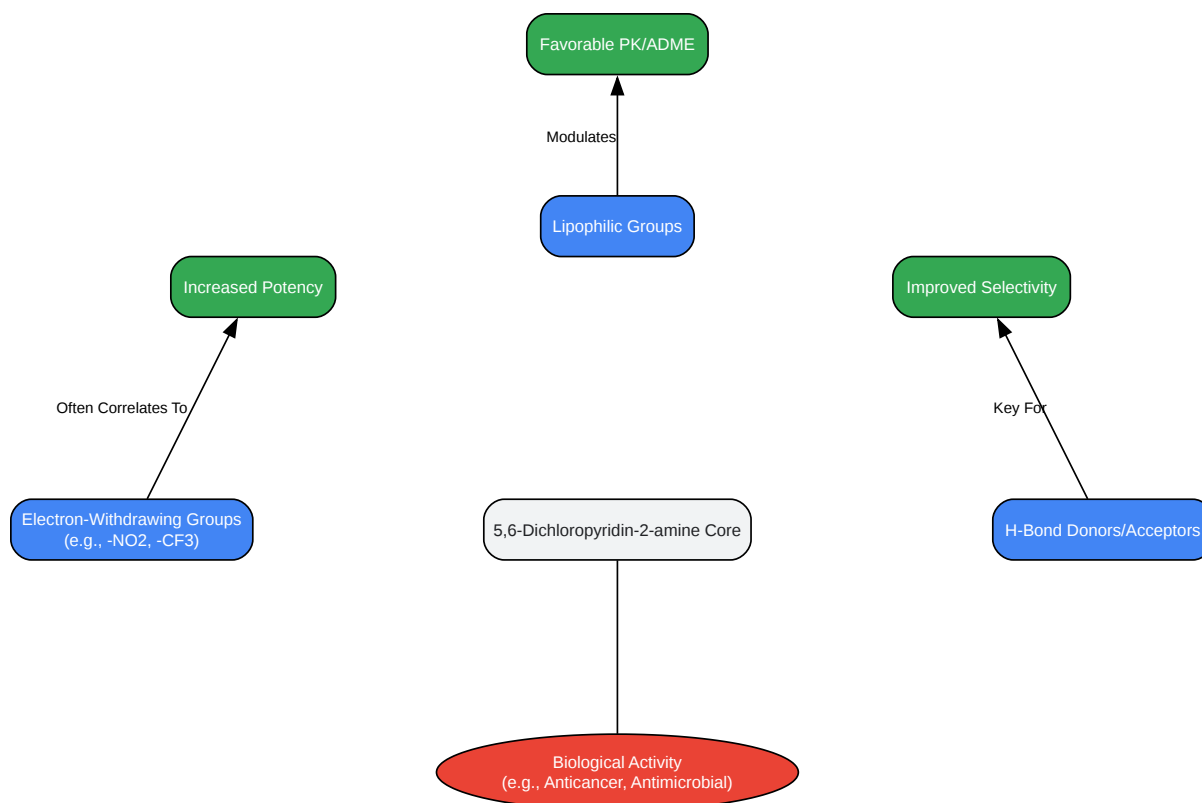 Favorable PK/ADME
Modulates
Lipophilic Groups
Increased Potency
Improved Selectivity
Often Correlates To
Key For
Electron-Withdrawing Groups
(e.g., -NO2, -CF3)
5,6-Dichloropyridin-2-amine Core
H-Bond Donors/Acceptors
Biological Activity
(e.g., Anticancer, Antimicrobial)